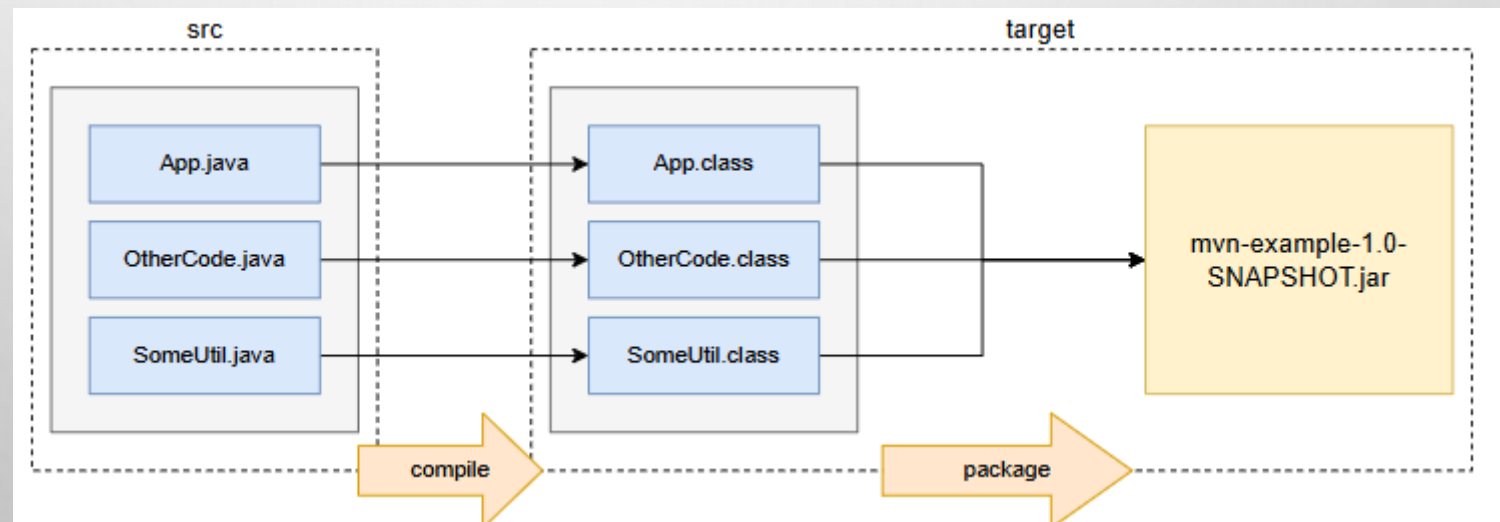 src
target
App.java
App.class
OtherCode.java
OtherCode.class
mvn-example-1.0-
SNAPSHOT.jar
SomeUtil.java
SomeUtil.class
compile
package